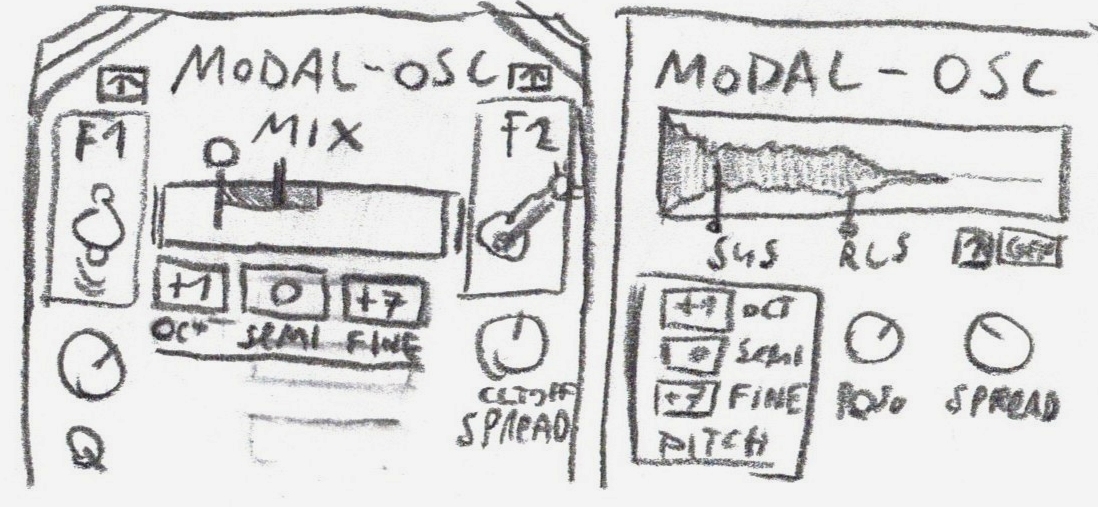 MODAL-OSC
F1
MIX
F2
+1
0
+7
OCT
SEMI
FINE
Q
CUTOFF
SPREAD
MODAL - OSC
SUS
RLS
+1 OCT
0 SEMI
+7 FINE
PITCH
SPREAD